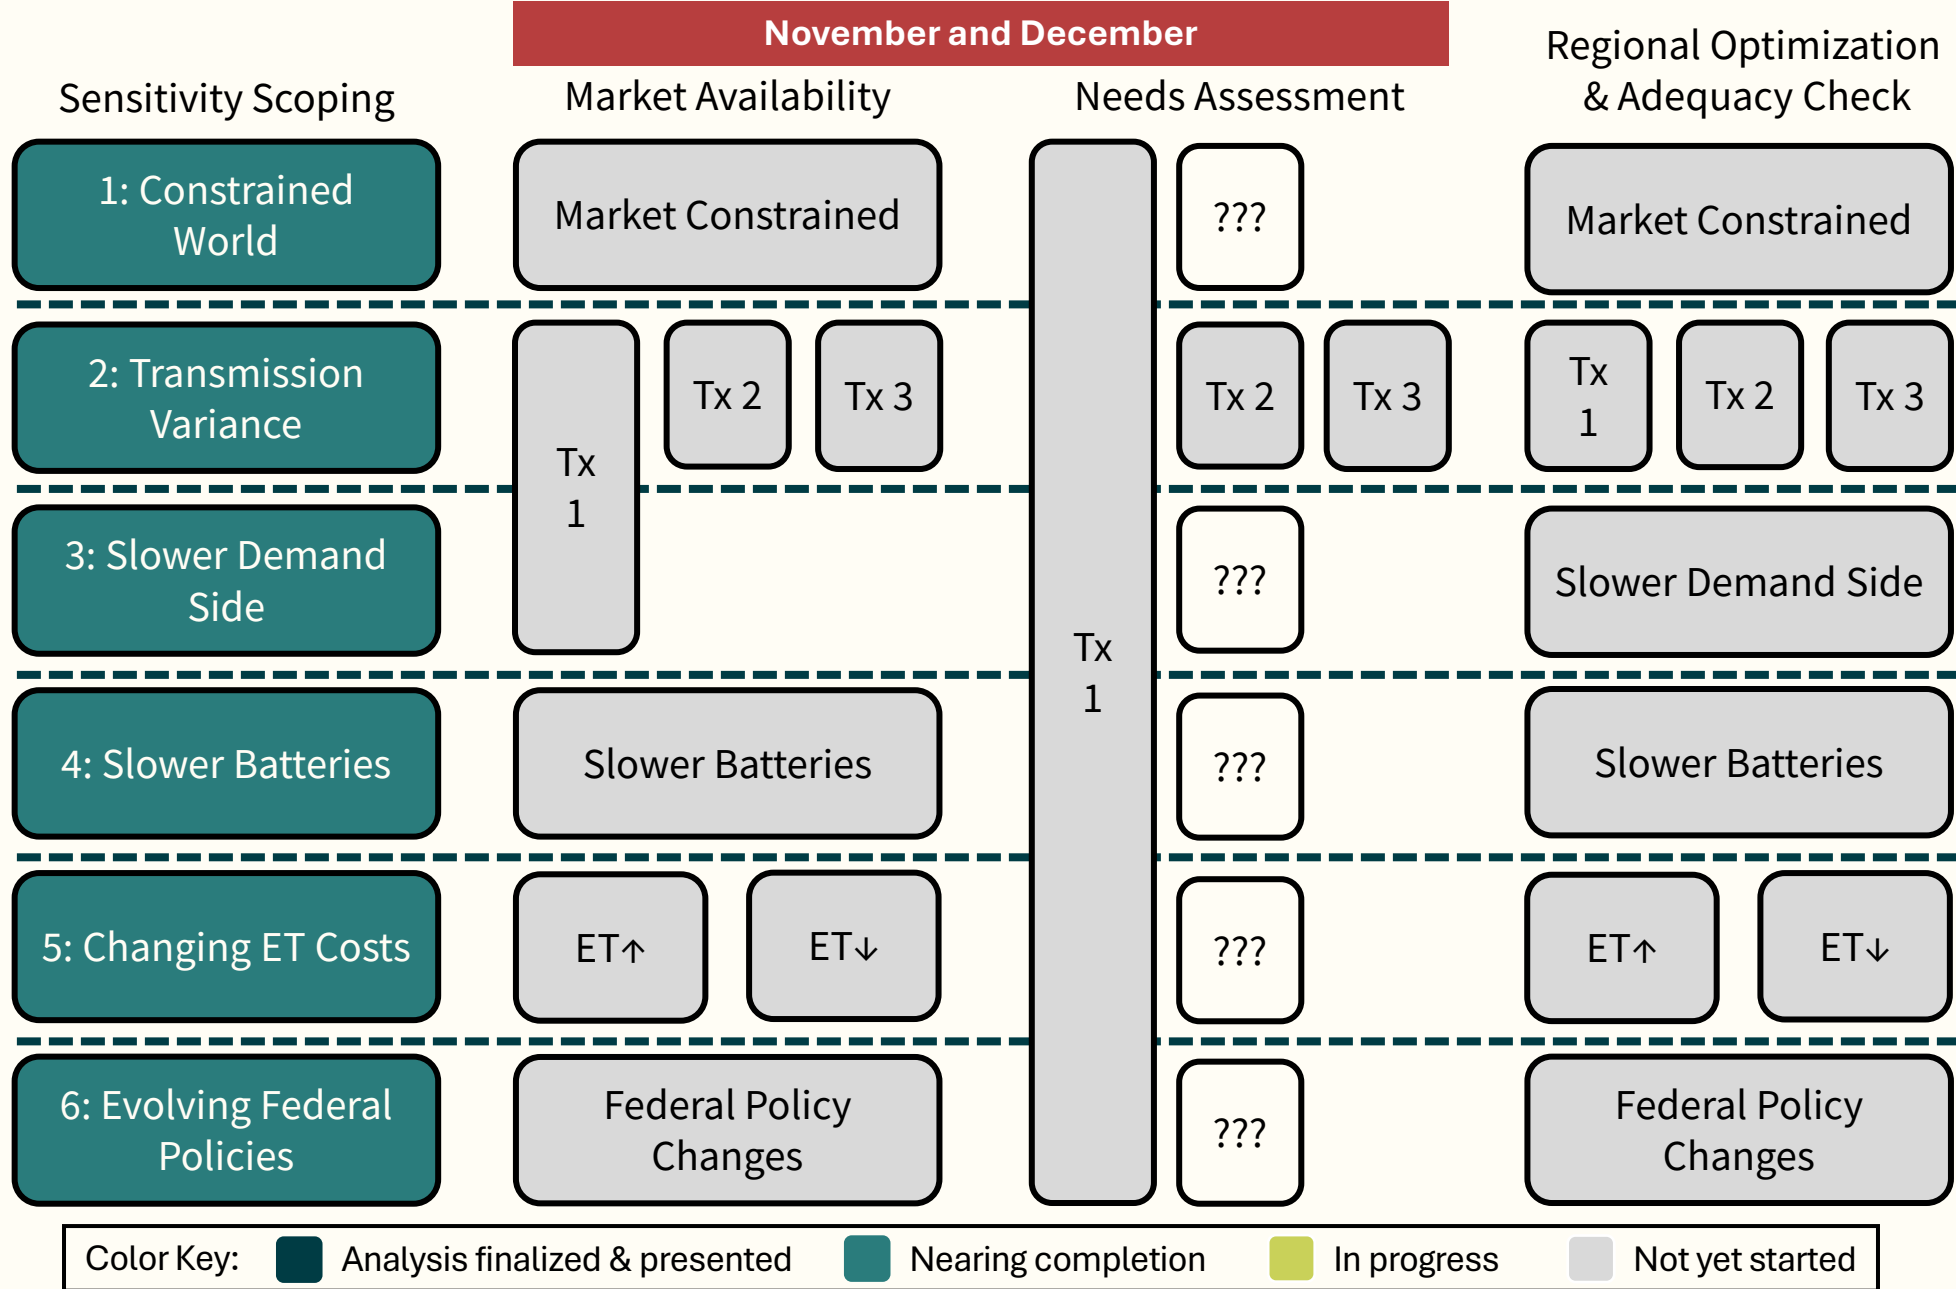 November and December
Sensitivity Scoping
Market Availability
Needs Assessment
Regional Optimization
& Adequacy Check
1: Constrained
World
Market Constrained
???
Market Constrained
2: Transmission
Variance
Tx
1
Tx 2
Tx 3
Tx
1
Tx 2
Tx 3
Tx
1
Tx 2
Tx 3
3: Slower Demand
Side
???
Slower Demand Side
4: Slower Batteries
Slower Batteries
???
Slower Batteries
5: Changing ET Costs
ET↑
ET↓
???
ET↑
ET↓
6: Evolving Federal
Policies
Federal Policy
Changes
???
Federal Policy
Changes
Color Key:
Analysis finalized & presented
Nearing completion
In progress
Not yet started